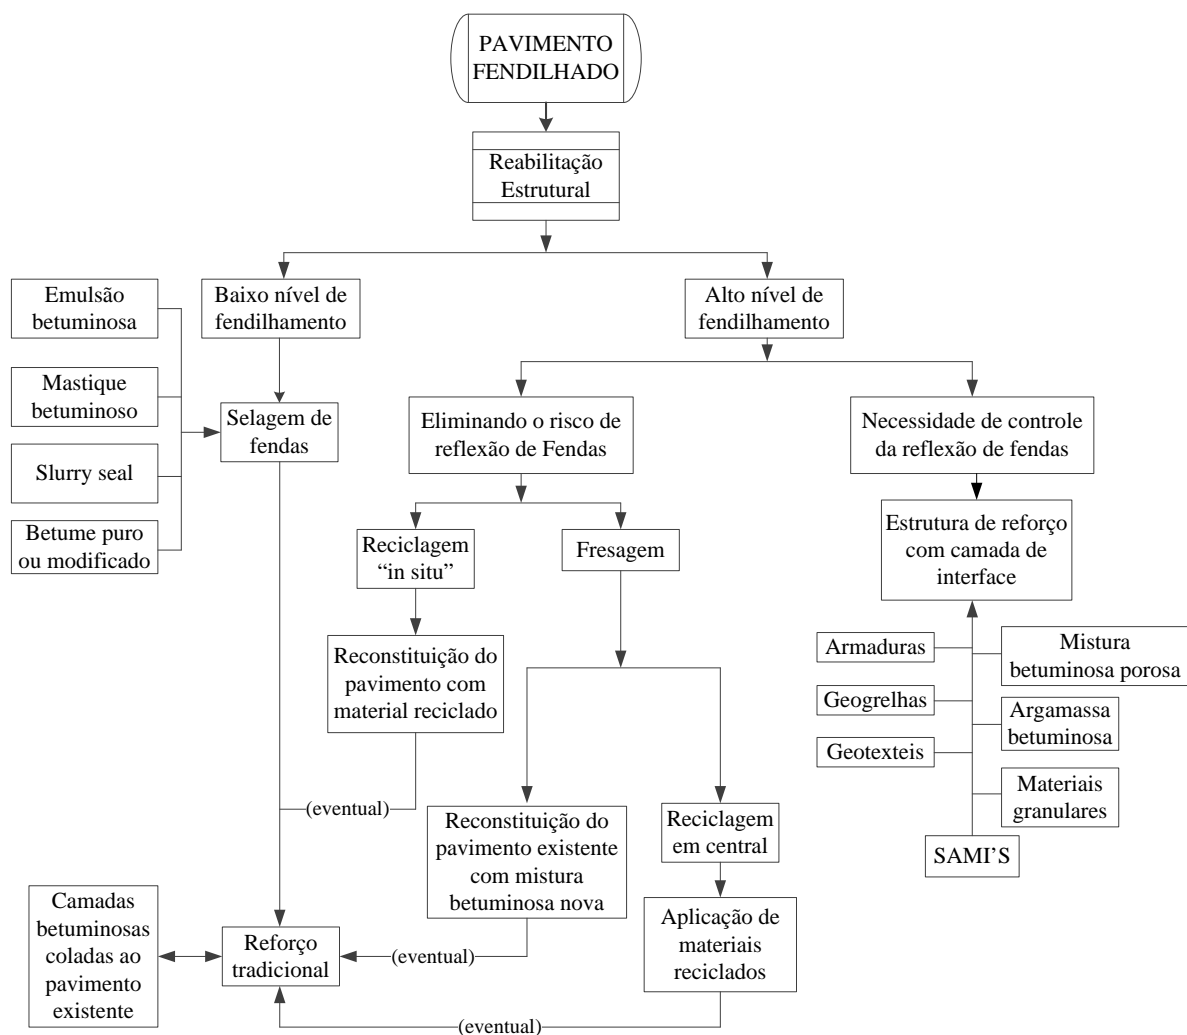 PAVIMENTO
FENDILHADO
Reabilitação
Estrutural
Baixo nível de
fendilhamento
Alto nível de
fendilhamento
Emulsão
betuminosa
Mastique
betuminoso
Slurry seal
Betume puro
ou modificado
Selagem de
fendas
Eliminando o risco de
reflexão de Fendas
Necessidade de controle
da reflexão de fendas
Reciclagem
“in situ”
Fresagem
Estrutura de reforço
com camada de
interface
Reconstituição do
pavimento com
material reciclado
Armaduras
Geogrelhas
Geotexteis
Mistura
betuminosa porosa
Argamassa
betuminosa
Materiais
granulares
SAMI’S
(eventual)
Reconstituição do
pavimento existente
com mistura
betuminosa nova
Reciclagem
em central
Aplicação de
materiais
reciclados
Camadas
betuminosas
coladas ao
pavimento
existente
Reforço
tradicional
(eventual)
(eventual)